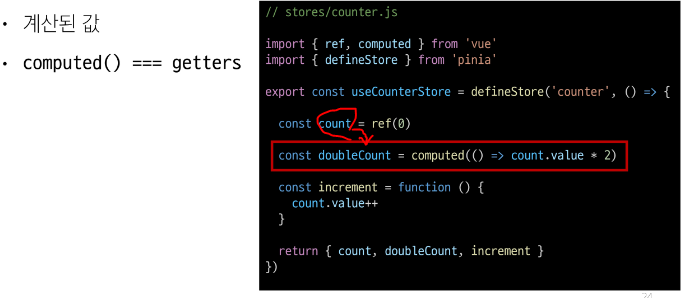 • 계산된 값
• computed() === getters
// stores/counter.js
import { ref, computed } from 'vue'
import { defineStore } from 'pinia'
export const useCounterStore = defineStore('counter', () => {
const count = ref(0)
const doubleCount = computed(() => count.value * 2)
const increment = function () {
count.value++
}
return { count, doubleCount, increment }
})